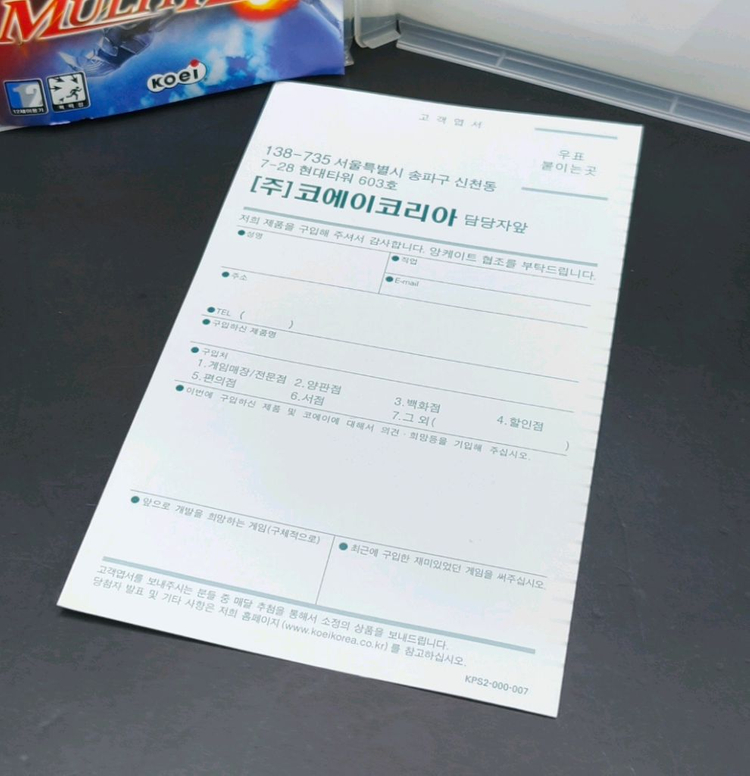 MULTI
KOEI
12
12세이용가
폭력성
고객엽서
우표
붙이는곳
138-735 서울특별시 송파구 신천동
7-28 현대타워 603호
[주]코에이코리아 담당자앞
저희 제품을 구입해 주셔서 감사합니다. 앙케이트 협조를 부탁드립니다.
●성명
●직업
●주소
●E-mail
●TEL ( )
●구입하신 제품명
●구입처
1.게임매장/전문점 2.양판점 3.백화점 4.할인점
5.편의점 6.서점 7.그 외( )
●이번에 구입하신 제품 및 코에이에 대해서 의견·희망등을 기입해 주십시오.
●앞으로 개발을 희망하는 게임(구체적으로)
●최근에 구입한 재미있었던 게임을 써주십시오.
고객엽서를 보내주시는 분들 중 매달 추첨을 통해서 소정의 상품을 보내드립니다.
당첨자 발표 및 기타 사항은 저희 홈페이지(www.koeikorea.co.kr)를 참고하십시오.
KPS2-000-007